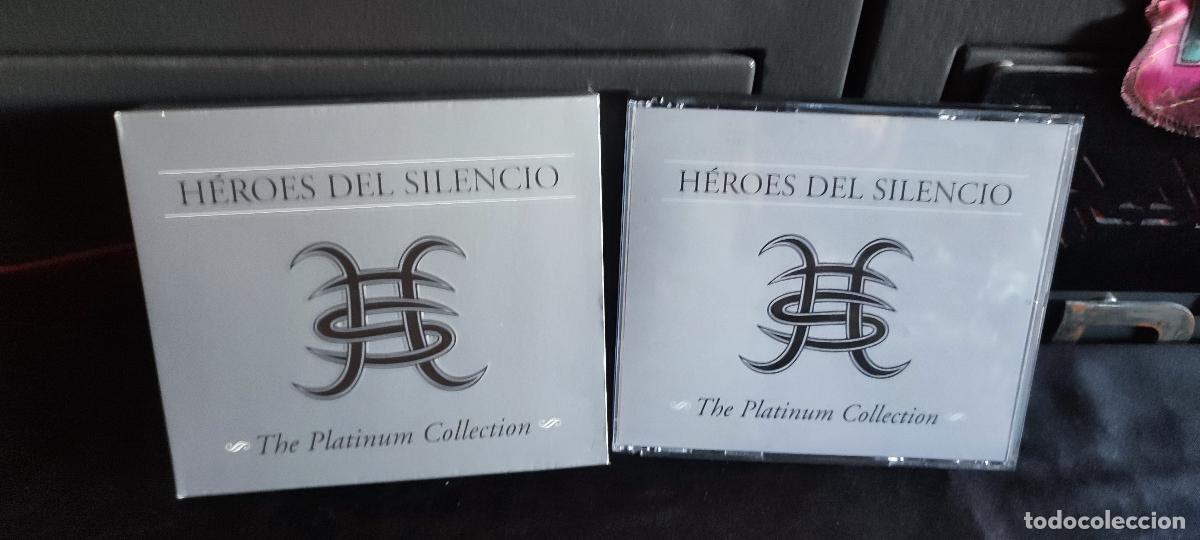 HÉROES DEL SILENCIO
The Platinum Collection
HÉROES DEL SILENCIO
The Platinum Collection
todocoleccion